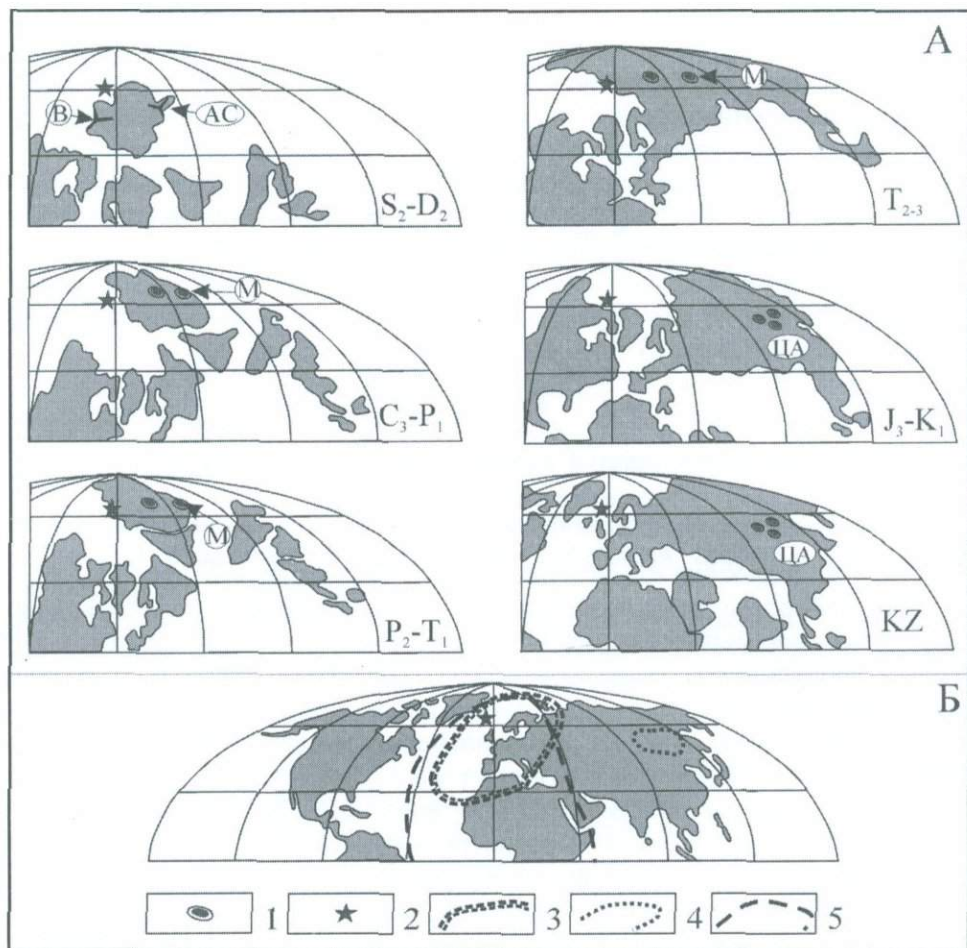 А
В
АС
S₂-D₂
М
T₂₋₃
М
C₃-P₁
ЦА
J₃-K₁
М
P₂-T₁
ЦА
KZ
Б
1 2 3 4 5